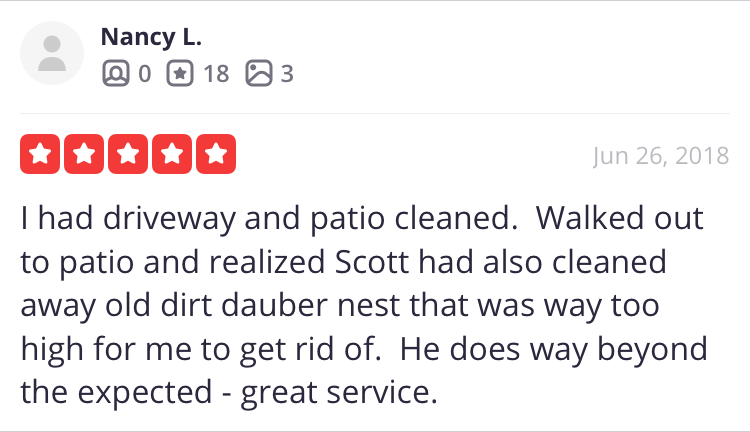 Nancy L.
0 18 3
Jun 26, 2018
I had driveway and patio cleaned.  Walked out
to patio and realized Scott had also cleaned
away old dirt dauber nest that was way too
high for me to get rid of.  He does way beyond
the expected - great service.